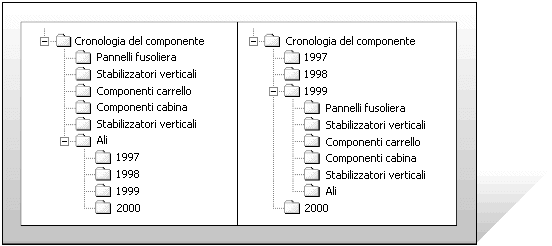 Cronologia del componente
Pannelli fusoliera
Stabilizzatori verticali
Componenti carrello
Componenti cabina
Stabilizzatori verticali
Ali
1997
1998
1999
2000
Cronologia del componente
1997
1998
1999
Pannelli fusoliera
Stabilizzatori verticali
Componenti carrello
Componenti cabina
Stabilizzatori verticali
Ali
2000